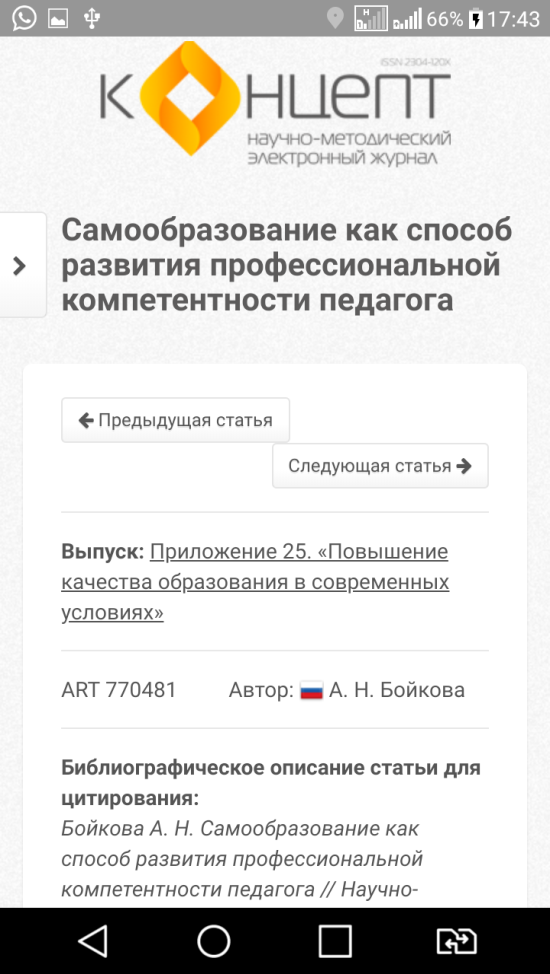 66% 17:43
ISSN 2304-120X
КОНЦЕПТ
научно-методический
электронный журнал
Самообразование как способ
развития профессиональной
компетентности педагога
Предыдущая статья
Следующая статья
Выпуск: Приложение 25. «Повышение
качества образования в современных
условиях»
ART 770481 Автор: А. Н. Бойкова
Библиографическое описание статьи для
цитирования:
Бойкова А. Н. Самообразование как
способ развития профессиональной
компетентности педагога // Научно-